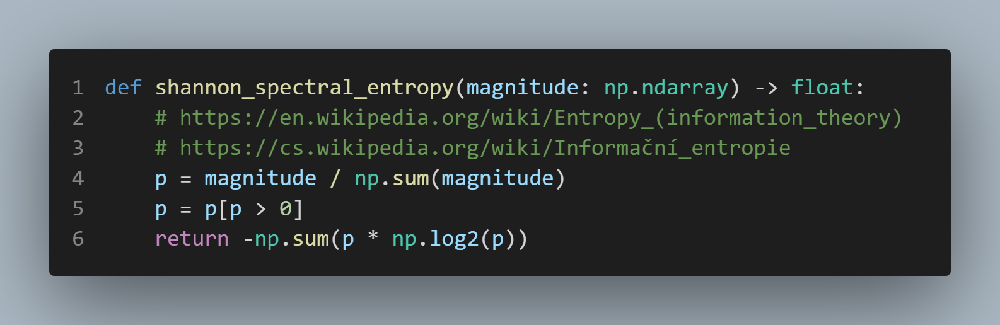 1 def shannon_spectral_entropy(magnitude: np.ndarray) -> float:
2     # https://en.wikipedia.org/wiki/Entropy_(information_theory)
3     # https://cs.wikipedia.org/wiki/Informační_entropie
4     p = magnitude / np.sum(magnitude)
5     p = p[p > 0]
6     return -np.sum(p * np.log2(p))